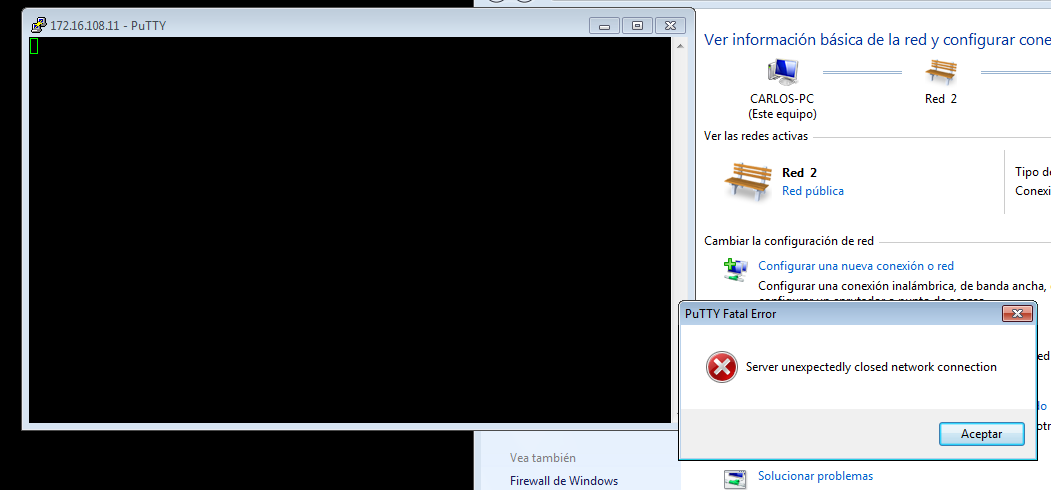 172.16.108.11 - PuTTY
Ver información básica de la red y configurar cone
CARLOS-PC
(Este equipo)
Red 2
Ver las redes activas
Red 2
Red pública
Tipo de
Conexi
Cambiar la configuración de red
Configurar una nueva conexión o red
Configurar una conexión inalámbrica, de banda ancha,
PuTTY Fatal Error
Server unexpectedly closed network connection
Aceptar
Vea también
Firewall de Windows
Solucionar problemas